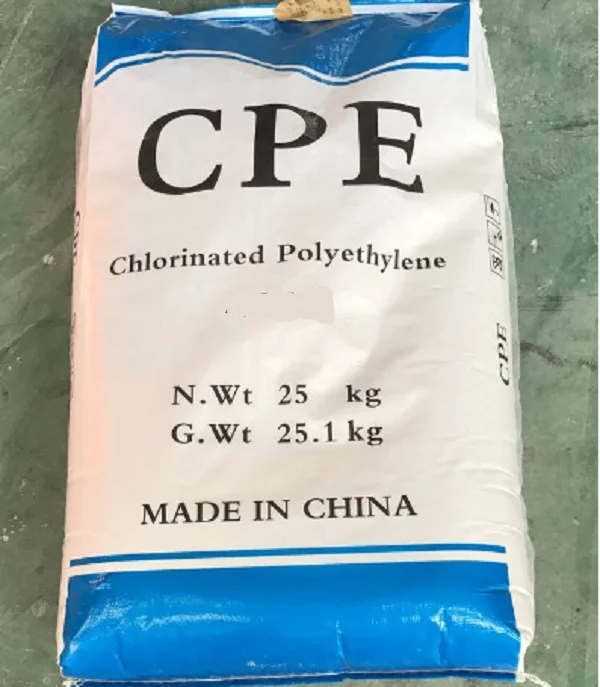 CPE
Chlorinated Polyethylene
N.Wt 25 kg
G.Wt 25.1 kg
MADE IN CHINA
CPE